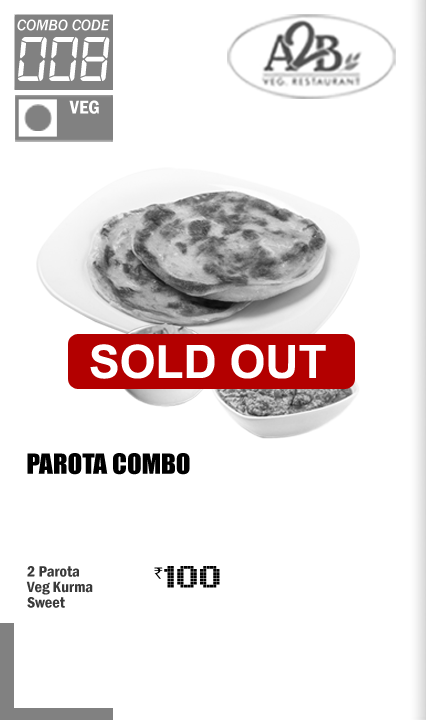 COMBO CODE
008
VEG
A2B
VEG. RESTAURANT
SOLD OUT
PAROTA COMBO
2 Parota
Veg Kurma
Sweet
₹100